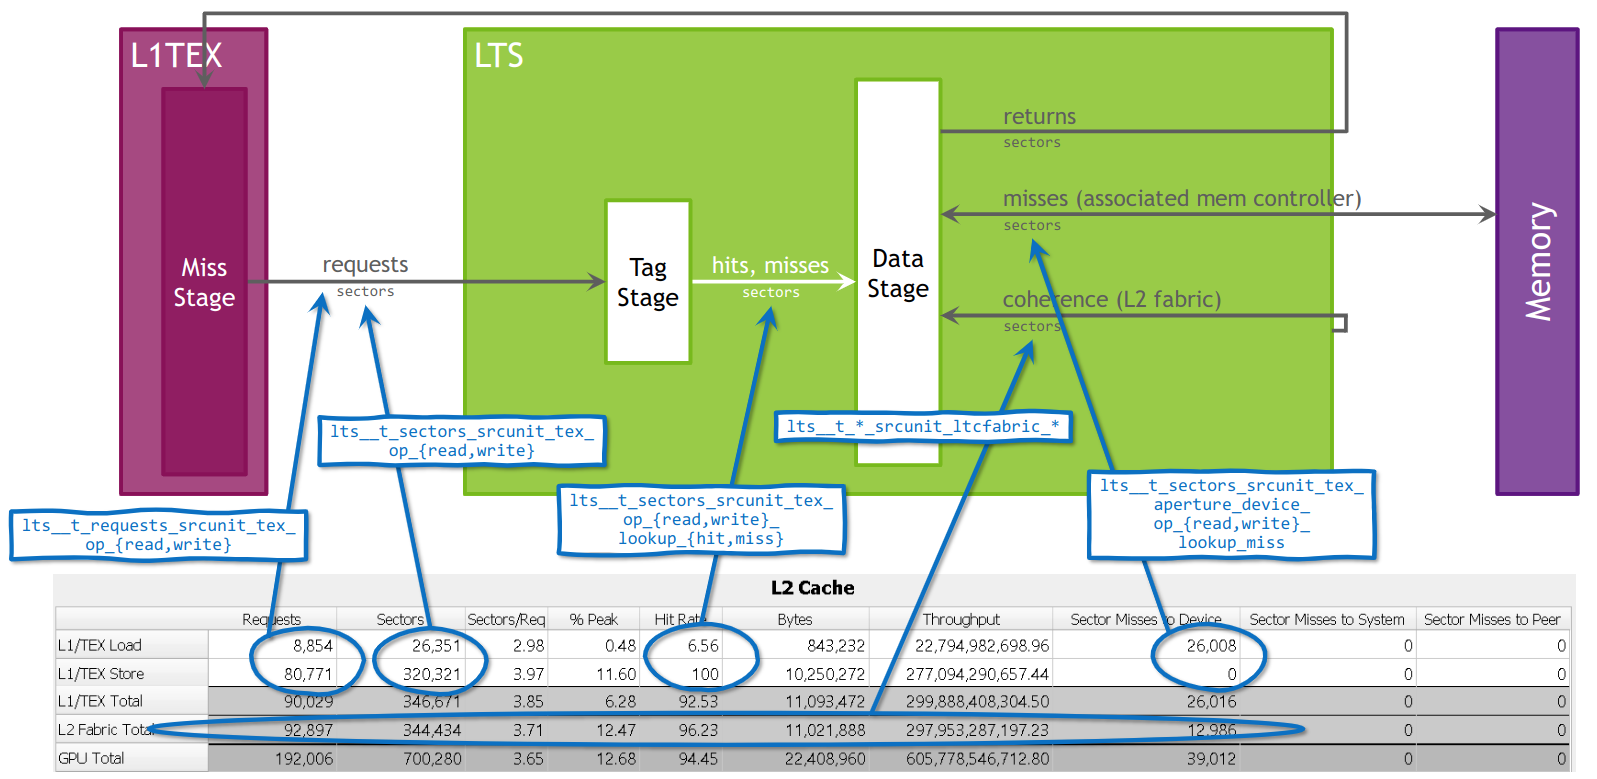 L1TEX
LTS
returns
sectors
misses (associated mem controller)
sectors
Miss
Stage
requests
sectors
Tag
Stage
hits, misses
sectors
Data
Stage
coherence (L2 fabric)
sectors
Memory
lts__t_sectors_srcunit_tex_
op_{read,write}
lts__t_*_srcunit_ltcfabric_*
lts__t_requests_srcunit_tex_
op_{read,write}
lts__t_sectors_srcunit_tex_
op_{read,write}_
lookup_{hit,miss}
lts__t_sectors_srcunit_tex_
aperture_device_
op_{read,write}_
lookup_miss
L2 Cache
Requests Sectors Sectors/Req % Peak Hit Rate Bytes Throughput Sector Misses to Device Sector Misses to System Sector Misses to Peer
L1/TEX Load 8,854 26,351 2.98 0.48 6.56 843,232 22,794,982,698.96 26,008 0 0
L1/TEX Store 80,771 320,321 3.97 11.60 100 10,250,272 277,094,290,657.44 0 0 0
L1/TEX Total 90,029 346,671 3.85 6.28 92.53 11,093,472 299,888,408,304.50 26,016 0 0
L2 Fabric Total 92,897 344,434 3.71 12.47 96.23 11,021,888 297,953,287,197.23 12,986 0 0
GPU Total 192,006 700,280 3.65 12.68 94.45 22,408,960 605,778,546,712.80 39,012 0 0